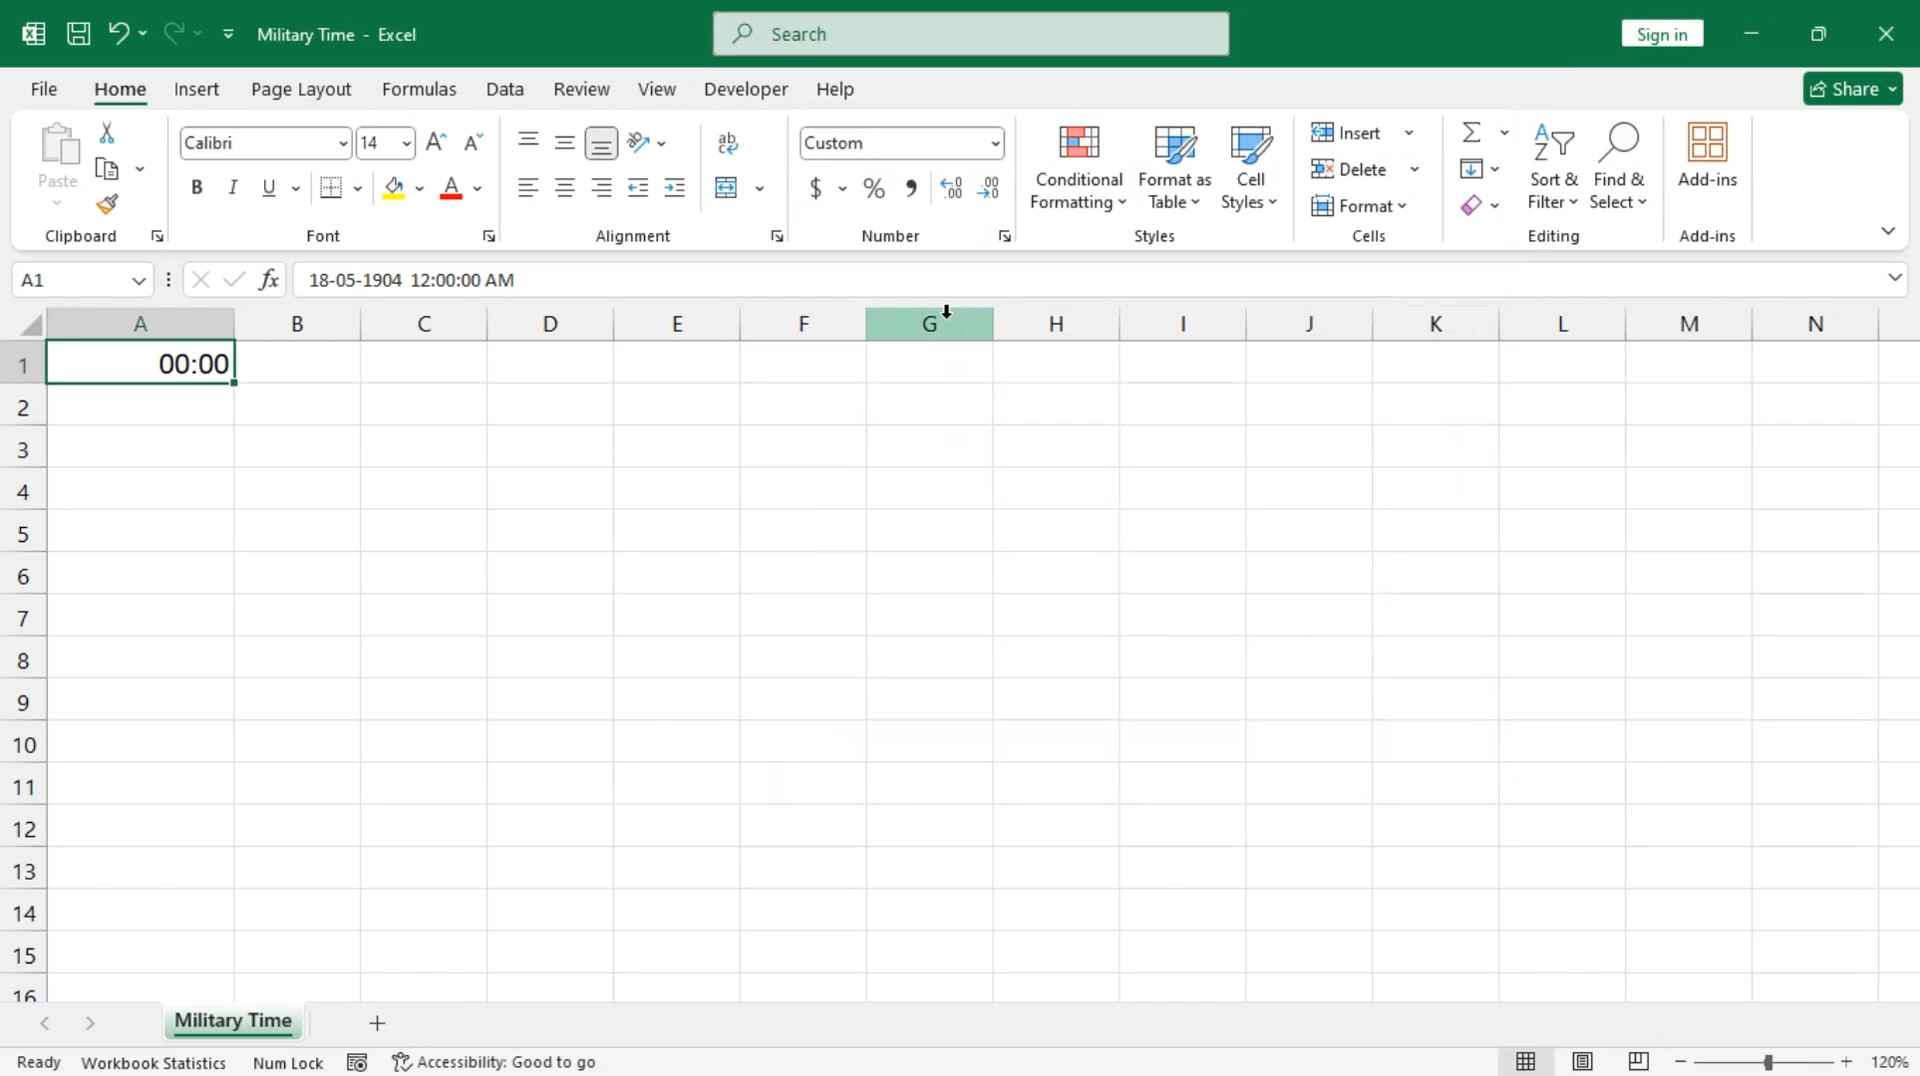 Military Time - Excel
Search
Sign in
File Home Insert Page Layout Formulas Data Review View Developer Help
Share
Paste
Clipboard
Calibri 14
B I U A
Font
ab
Alignment
Custom
$ % ,
Number
Conditional Formatting
Format as Table
Cell Styles
Styles
Insert
Delete
Format
Cells
Sort & Filter
Find & Select
Editing
Add-ins
Add-ins
A1 fx 18-05-1904 12:00:00 AM
A B C D E F G H I J K L M N
1 00:00
2
3
4
5
6
7
8
9
10
11
12
13
14
15
16
Military Time
Ready Workbook Statistics Num Lock Accessibility: Good to go 120%